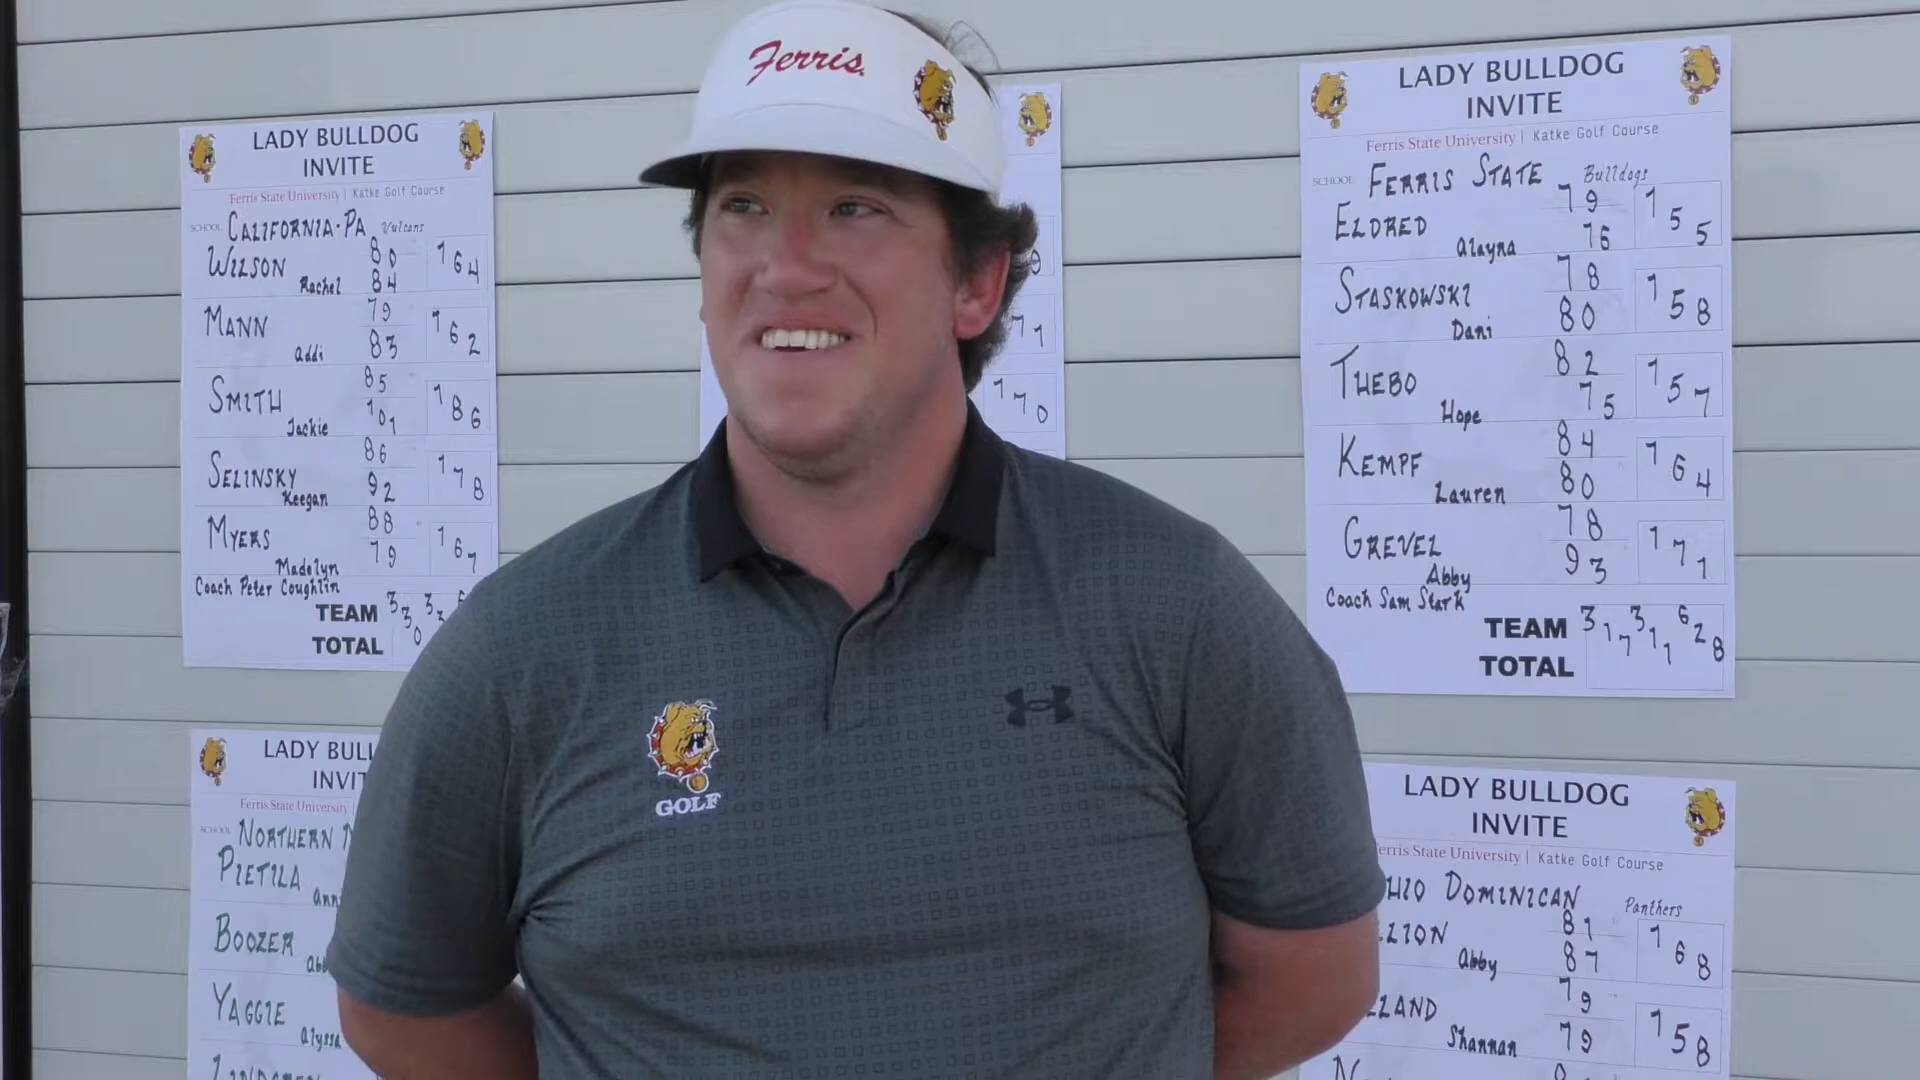 Ferris
GOLF
LADY BULLDOG
INVITE
Ferris State University | Katke Golf Course
SCHOOL CALIFORNIA-PA Vulcans
WILSON Rachel 80 84 164
MANN Addi 79 83 162
SMITH Jackie 85 101 186
SELINSKY Keegan 86 92 178
MYERS Madelyn 88 79 167
Coach Peter Coughlin
TEAM
TOTAL 330
71
170
LADY BULLDOG
INVITE
Ferris State University | Katke Golf Course
SCHOOL FERRIS STATE Bulldogs
ELDRED Alayna 79 76 155
STASKOWSKI Dani 78 80 158
THEBO Hope 82 75 157
KEMPF Lauren 84 80 164
GREVEL Abby 78 93 171
Coach Sam Stark
TEAM
TOTAL 317 311 628
LADY BULL
INVIT
Ferris State University |
SCHOOL NORTHERN
PIETILA
BOOZER
YAGGIE Alyssa
LADY BULLDOG
INVITE
Ferris State University | Katke Golf Course
HIO DOMINICAN Panthers
Abby 81 87 168
LAND Shannan 79 79 158